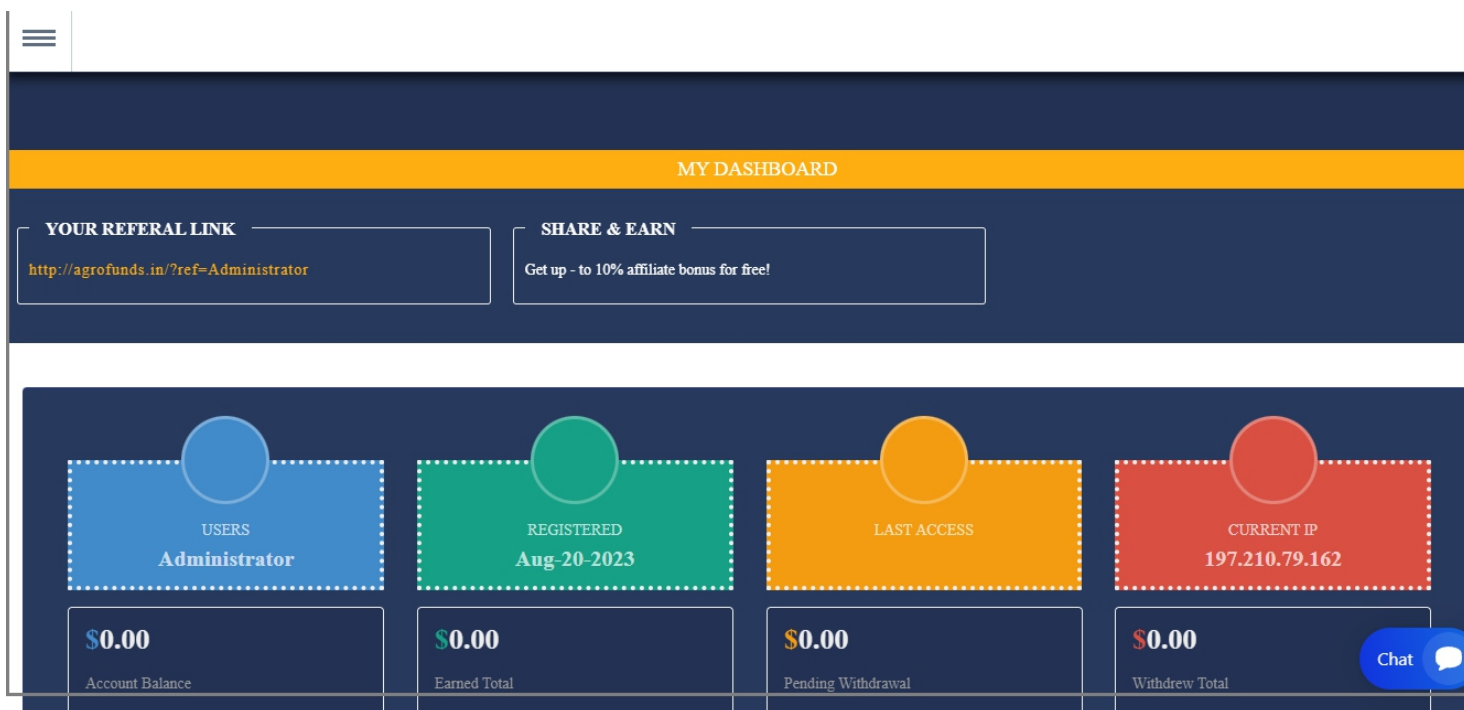 MY DASHBOARD
YOUR REFERAL LINK
http://agrofunds.in/?ref=Administrator
SHARE & EARN
Get up - to 10% affiliate bonus for free!
USERS
Administrator
REGISTERED
Aug-20-2023
LAST ACCESS
CURRENT IP
197.210.79.162
$0.00
Account Balance
$0.00
Earned Total
$0.00
Pending Withdrawal
$0.00
Withdrew Total
Chat